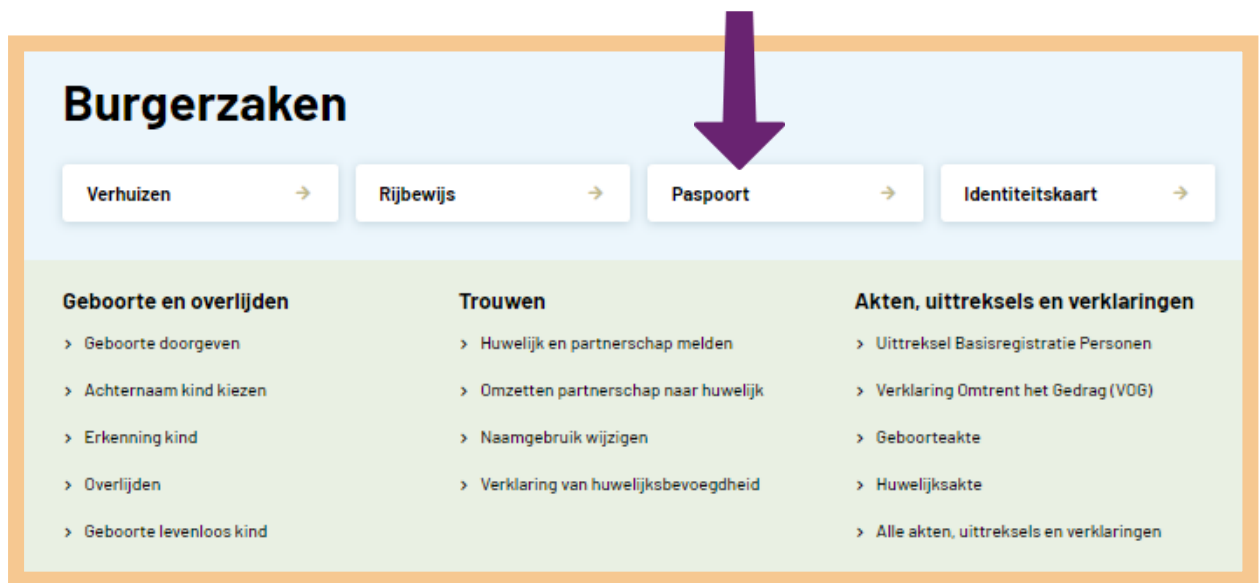 Burgerzaken
Verhuizen
Rijbewijs
Paspoort
Identiteitskaart
Geboorte en overlijden
Geboorte doorgeven
Achternaam kind kiezen
Erkenning kind
Overlijden
Geboorte levenloos kind
Trouwen
Huwelijk en partnerschap melden
Omzetten partnerschap naar huwelijk
Naamgebruik wijzigen
Verklaring van huwelijksbevoegdheid
Akten, uittreksels en verklaringen
Uittreksel Basisregistratie Personen
Verklaring Omtrent het Gedrag (VOG)
Geboorteakte
Huwelijksakte
Alle akten, uittreksels en verklaringen